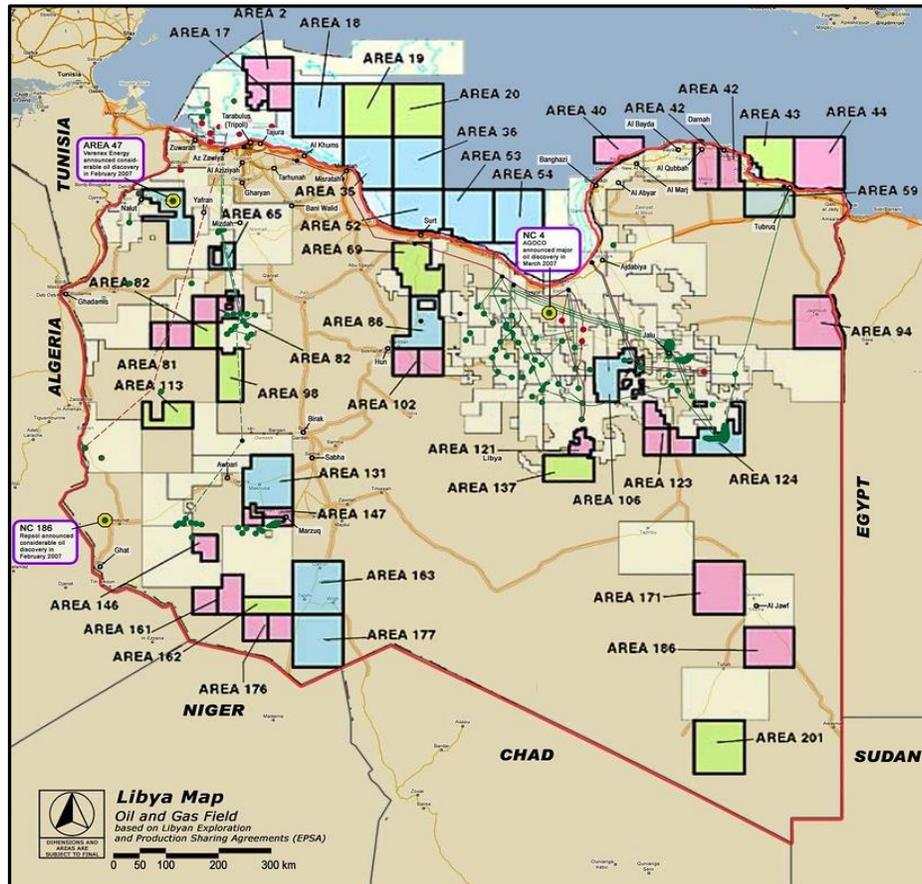 AREA 2
AREA 18
AREA 17
AREA 19
AREA 20
AREA 42
AREA 42
AREA 43
AREA 40
AREA 44
AREA 36
AREA 53
AREA 54
AREA 35
AREA 52
AREA 59
AREA 65
AREA 69
AREA 82
AREA 86
AREA 94
AREA 81
AREA 82
AREA 113
AREA 98
AREA 102
AREA 121
AREA 123
AREA 124
AREA 137
AREA 106
AREA 131
AREA 147
AREA 163
AREA 146
AREA 161
AREA 162
AREA 177
AREA 176
AREA 171
AREA 186
AREA 201
AREA 47
Verenex Energy
announced consid-
erable oil discovery
in February 2007
NC 4
AGOCO
announced major
oil discovery in
March 2007
NC 186
Repsol announced
considerable oil
discovery in
February 2007
TUNISIA
ALGERIA
NIGER
CHAD
SUDAN
EGYPT
Tunisia
Libya
Tarabulus
(Tripoli)
Tajura
Zuwarah
Az Zawiya
Al Khums
Al Aziziyah
Tarhunah
Misratah
Gharyan
Yafran
Bani Walid
Nalut
Mizdah
Surt
Banghazi
Al Bayda
Darnah
Al Qubbah
Al Marj
Al Abyar
Tubruq
Ajdabiya
Ghadamis
Jalu
Hun
Birak
Sabha
Awbari
Marzuq
Ghat
Al Jawf
Libya Map
Oil and Gas Field
based on Libyan Exploration
and Production Sharing Agreements (EPSA)
DIMENSIONS AND
AREAS ARE
SUBJECT TO FINAL
0 50 100 200 300 km